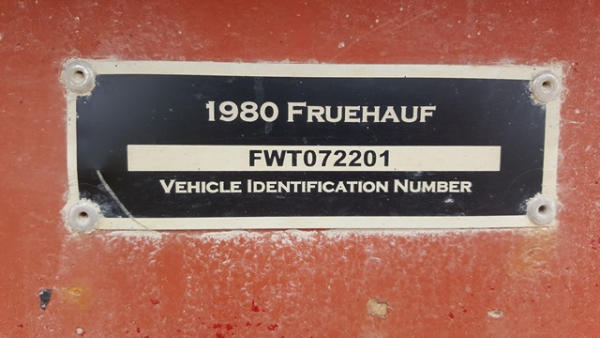 1980 FRUEHAUF
FWT072201
VEHICLE IDENTIFICATION NUMBER